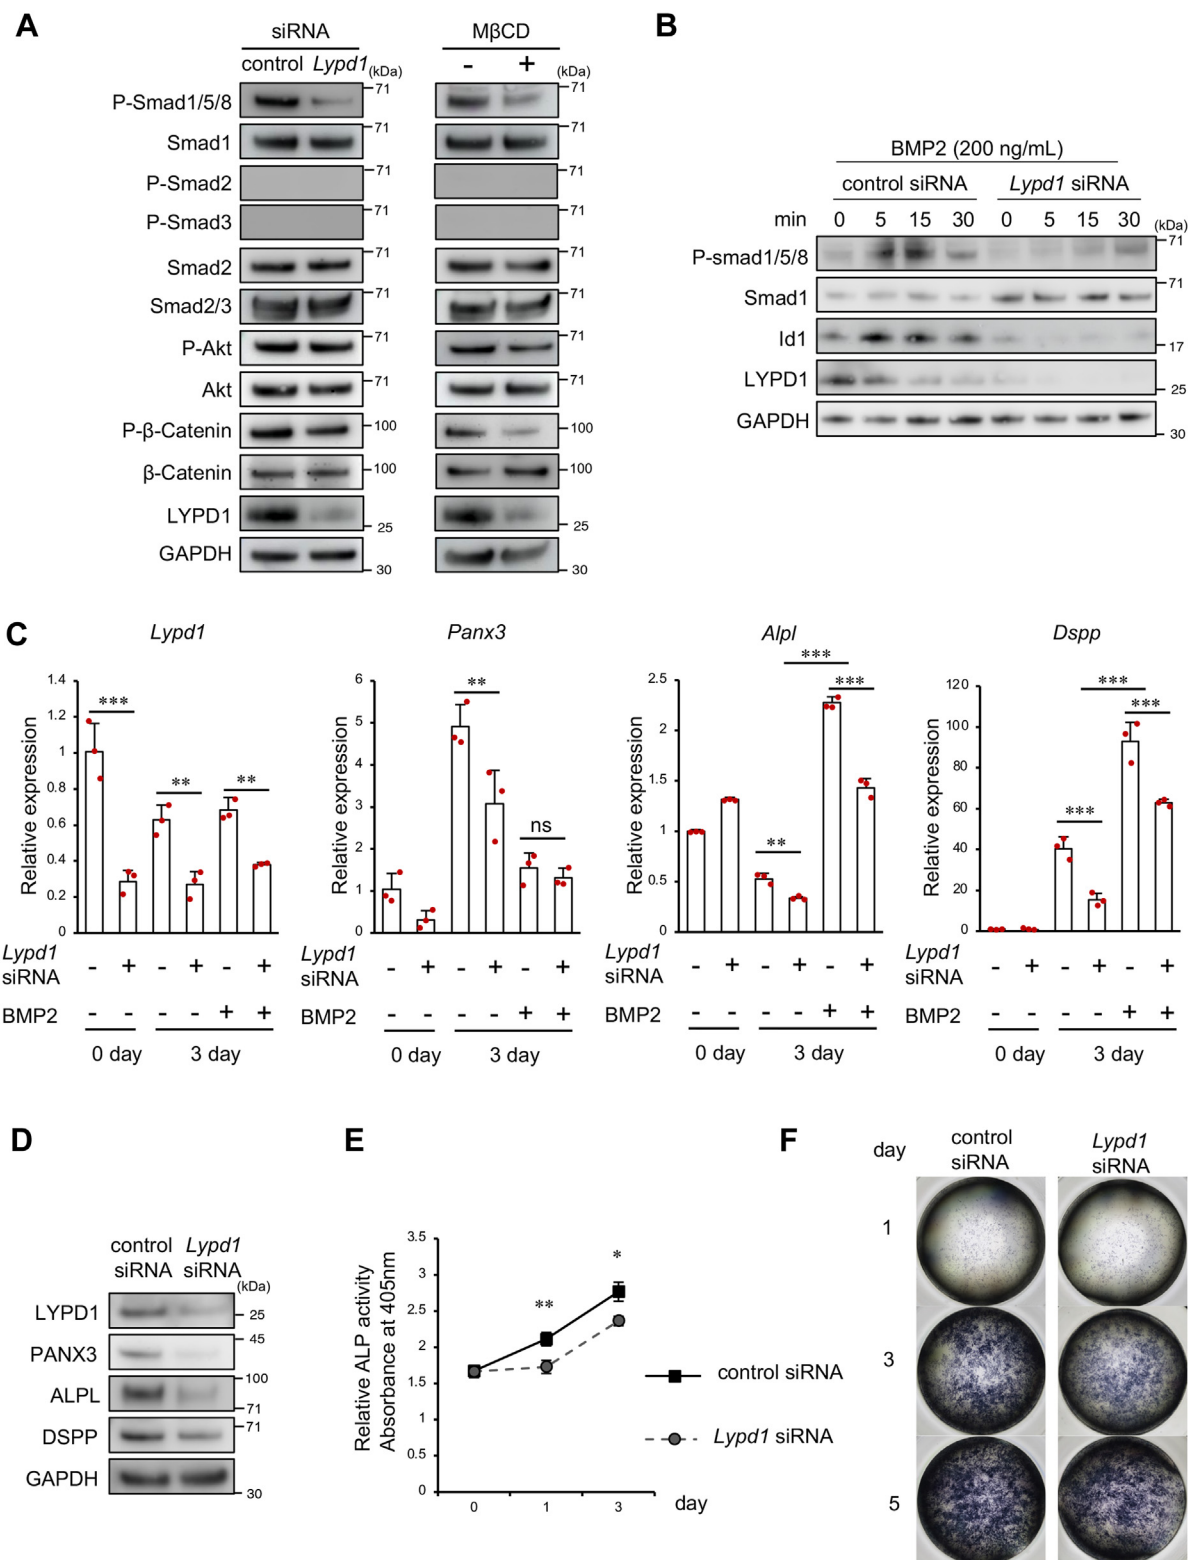 A
siRNA
control Lypd1 (kDa)
MβCD
- + (kDa)
P-Smad1/5/8 71 71
Smad1 71 71
P-Smad2 71 71
P-Smad3 71 71
Smad2 71 71
Smad2/3 71 71
P-Akt 71 71
Akt 71 71
P-β-Catenin 100 100
β-Catenin 100 100
LYPD1 25 25
GAPDH 30 30
B
BMP2 (200 ng/mL)
control siRNA Lypd1 siRNA
min 0 5 15 30 0 5 15 30 (kDa)
P-smad1/5/8 71
Smad1 71
Id1 17
LYPD1 25
GAPDH 30
C
Lypd1
Relative expression
1.4
1.2
1
0.8
0.6
0.4
0.2
0
*** ** **
Lypd1 siRNA - + - + - +
BMP2 - - - - + +
0 day 3 day
Panx3
Relative expression
6
5
4
3
2
1
0
** ns
Lypd1 siRNA - + - + - +
BMP2 - - - - + +
0 day 3 day
Alpl
Relative expression
2.5
2
1.5
1
0.5
0
** *** ***
Lypd1 siRNA - + - + - +
BMP2 - - - - + +
0 day 3 day
Dspp
Relative expression
120
100
80
60
40
20
0
*** *** ***
Lypd1 siRNA - + - + - +
BMP2 - - - - + +
0 day 3 day
D
control siRNA Lypd1 siRNA
(kDa)
LYPD1 25
PANX3 45
ALPL 100
71
DSPP 71
GAPDH 30
E
Relative ALP activity
Absorbance at 405nm
3.5
3
2.5
2
1.5
1
0.5
0
** *
0 1 3 day
control siRNA
Lypd1 siRNA
F
day
control siRNA
Lypd1 siRNA
1
3
5